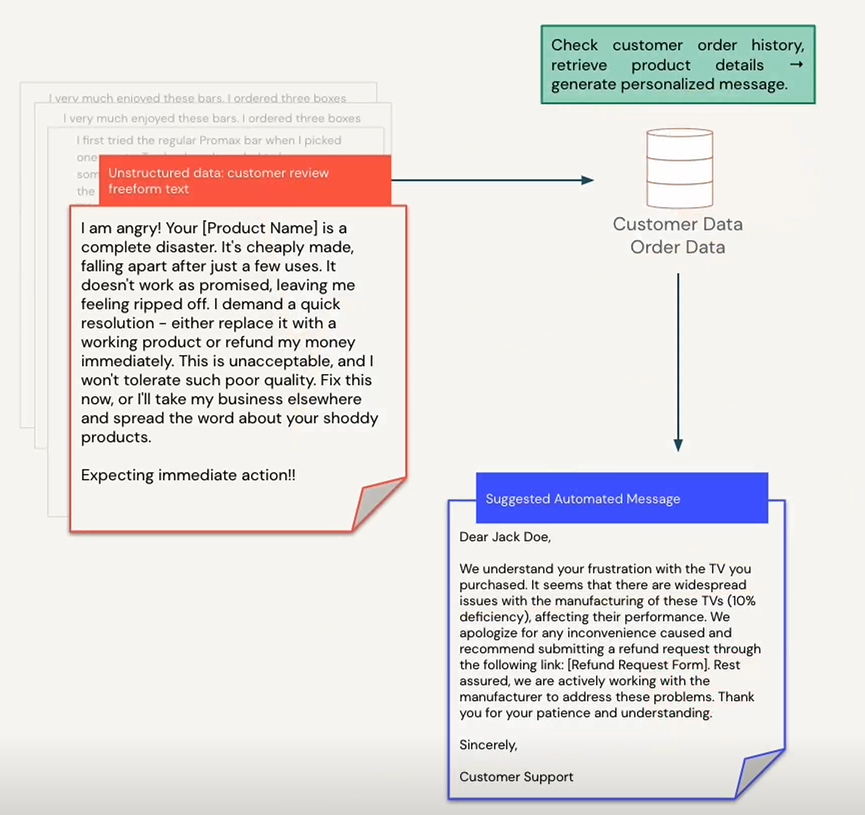 Check customer order history,
retrieve product details →
generate personalized message.
I very much enjoyed these bars. I ordered three boxes
I very much enjoyed these bars. I ordered three boxes
I first tried the regular Promax bar when I picked
one
som
the
Unstructured data: customer review
freeform text
I am angry! Your [Product Name] is a
complete disaster. It's cheaply made,
falling apart after just a few uses. It
doesn't work as promised, leaving me
feeling ripped off. I demand a quick
resolution - either replace it with a
working product or refund my money
immediately. This is unacceptable, and I
won't tolerate such poor quality. Fix this
now, or I'll take my business elsewhere
and spread the word about your shoddy
products.
Expecting immediate action!!
Customer Data
Order Data
Suggested Automated Message
Dear Jack Doe,
We understand your frustration with the TV you
purchased. It seems that there are widespread
issues with the manufacturing of these TVs (10%
deficiency), affecting their performance. We
apologize for any inconvenience caused and
recommend submitting a refund request through
the following link: [Refund Request Form]. Rest
assured, we are actively working with the
manufacturer to address these problems. Thank
you for your patience and understanding.
Sincerely,
Customer Support